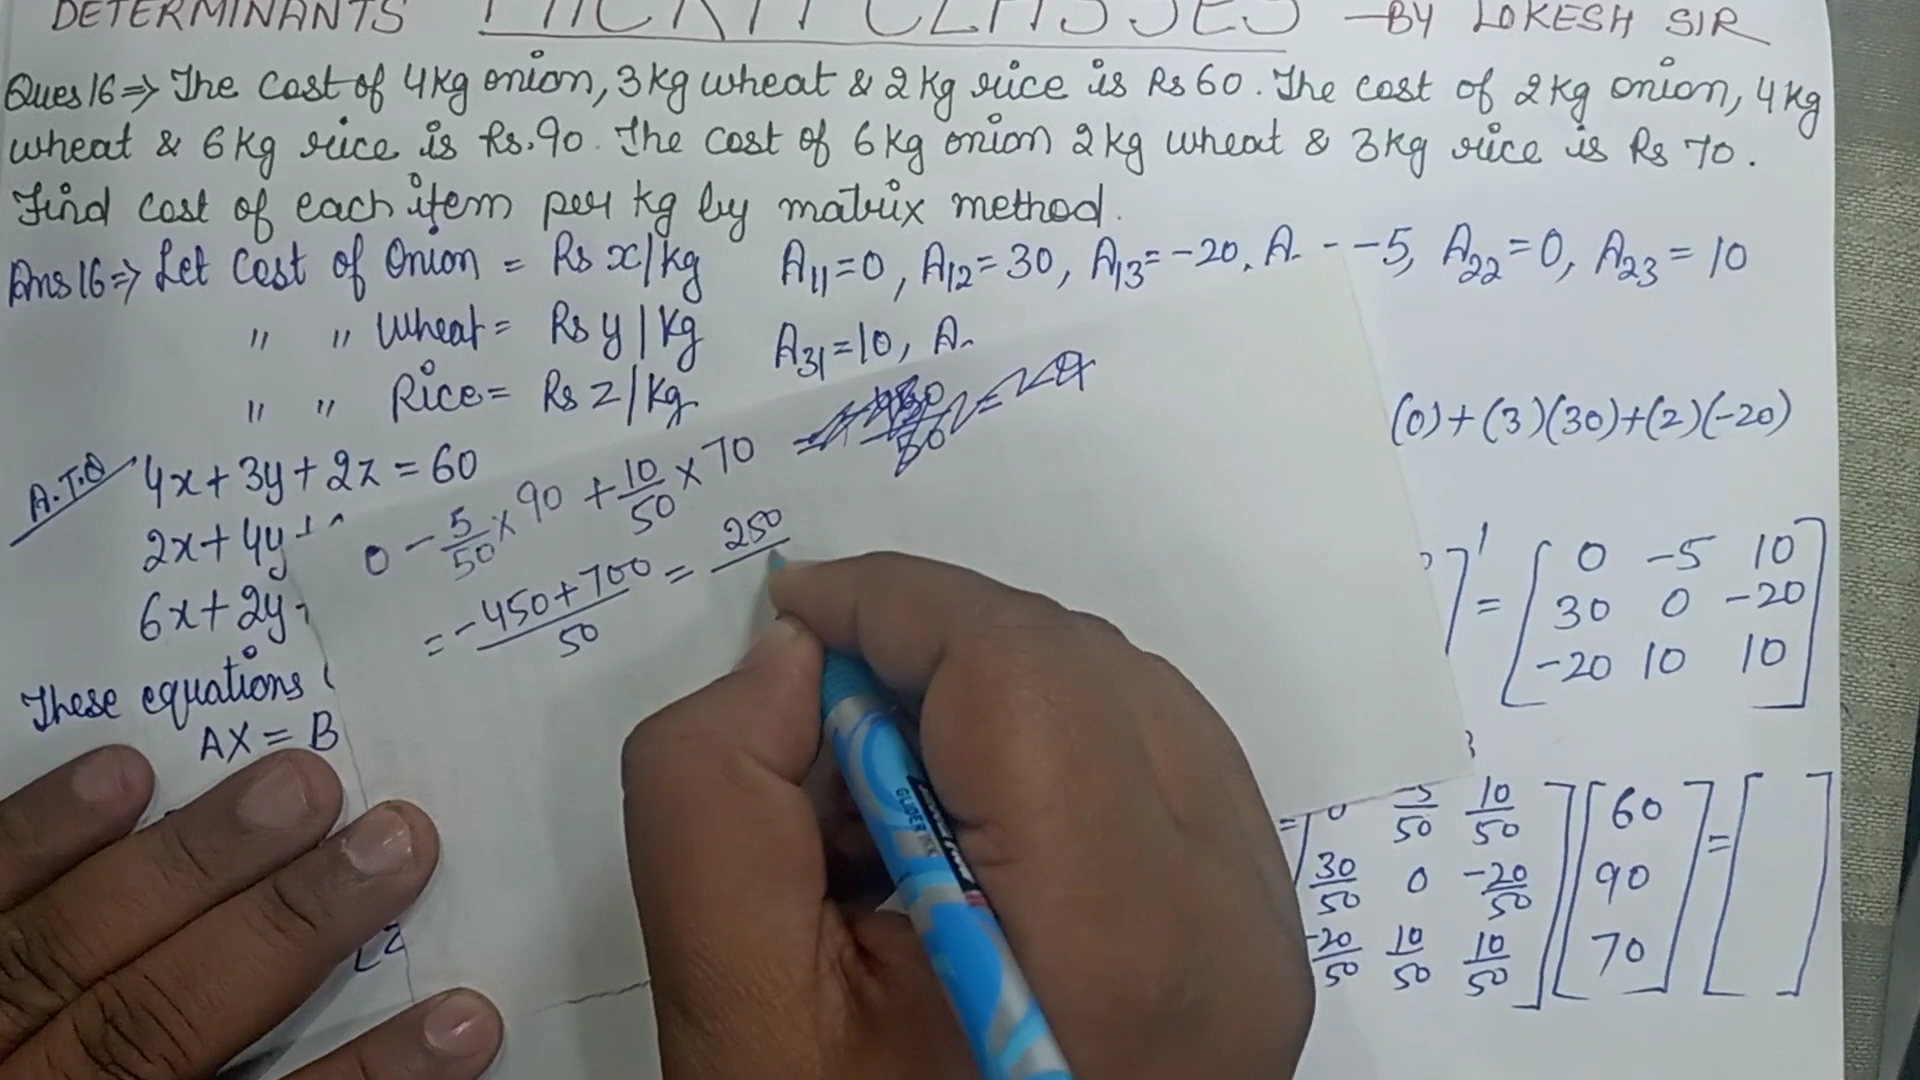 DETERMINANTS CLASSES -BY LOKESH SIR
Ques 16⇒ The cost of 4kg onion, 3kg wheat & 2kg rice is Rs 60. The cost of 2kg onion, 4kg
wheat & 6kg rice is Rs. 90. The cost of 6kg onion 2kg wheat & 3kg rice is Rs 70.
Find cost of each item per kg by matrix method.
Ans 16⇒ Let Cost of Onion = Rs x/kg
" " Wheat = Rs y/kg
" " Rice = Rs z/kg
A.T.Q 4x+3y+2z = 60
2x+4y+
6x+2y+
These equations
AX = B
A11=0, A12=30, A13=-20, A -5, A22=0, A23=10
A31=10, A
(0)+(3)(30)+(2)(-20)
]' = [0 -5 10
30 0 -20
-20 10 10]
0 - 5/50 × 90 + 10/50 × 70
= -450+700/50 = 250
= [0 -5/50 10/50
30/50 0 -20/50
-20/50 10/50 10/50] [60
90
70] = [ ]